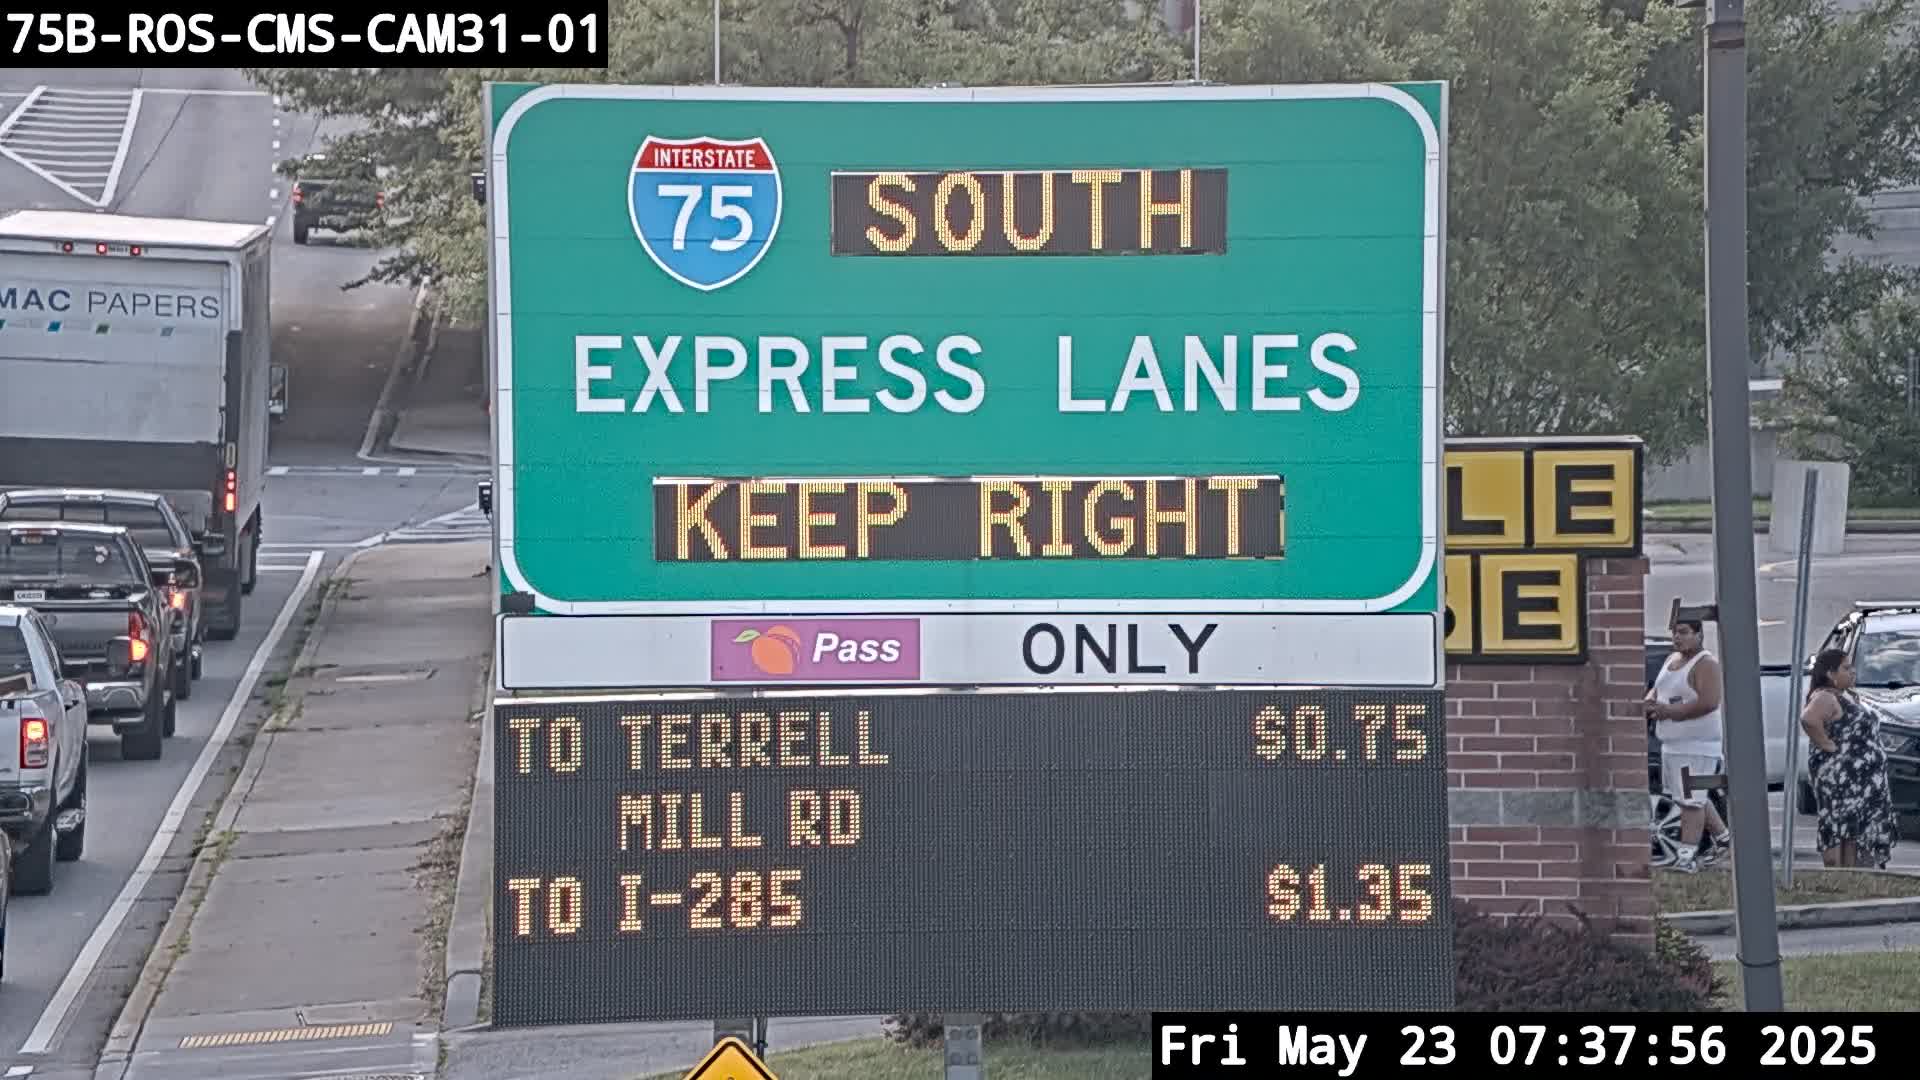 75B-ROS-CMS-CAM31-01
INTERSTATE
75
SOUTH
EXPRESS LANES
KEEP RIGHT
Pass ONLY
TO TERRELL $0.75
MILL RD
TO I-285 $1.35
MAC PAPERS
LE
E
Fri May 23 07:37:56 2025